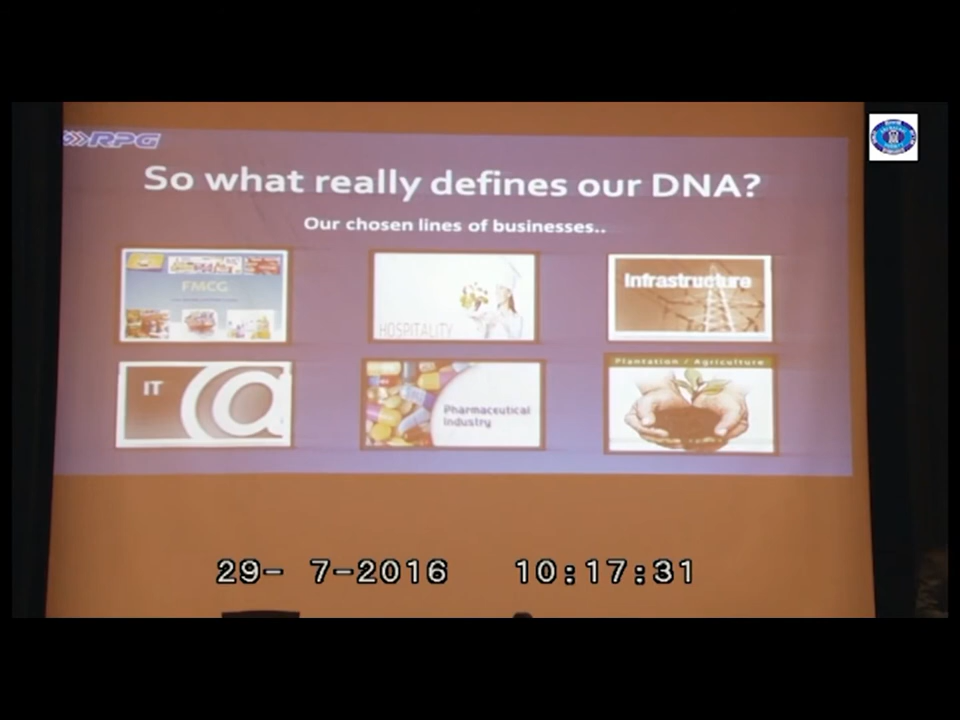 RPG
So what really defines our DNA?
Our chosen lines of businesses..
FMCG
HOSPITALITY
Infrastructure
IT
@
Pharmaceutical
Industry
Plantation / Agriculture
29- 7-2016 10:17:31